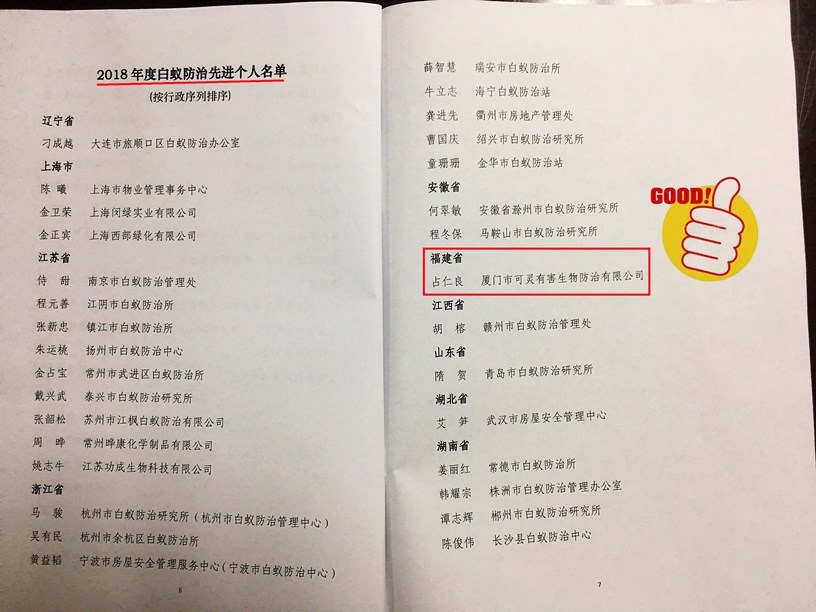 2018年度白蚁防治先进个人名单
(按行政序列排序)
辽宁省
刁成越 大连市旅顺口区白蚁防治办公室
上海市
陈 曦 上海市物业管理事务中心
金卫荣 上海闵绿实业有限公司
金正宾 上海西郎绿化有限公司
江苏省
侍 甜 南京市白蚁防治管理处
程元善 江阴市白蚁防治所
张新忠 镇江市白蚁防治所
朱运桃 扬州市白蚁防治中心
金占宝 常州市武进区白蚁防治所
戴兴武 泰兴市白蚁防治研究所
张韶松 苏州市江枫白蚁防治有限公司
周 晔 常州晔康化学制品有限公司
姚志牛 江苏功成生物科技有限公司
浙江省
马 骏 杭州市白蚁防治研究所(杭州市白蚁防治管理中心)
吴有民 杭州市余杭区白蚁防治所
黄益韬 宁波市房屋安全管理服务中心(宁波市白蚁防治中心)
6
薛智慧 瑞安市白蚁防治所
牛立志 海宁白蚁防治站
龚进先 衢州市房地产管理处
曹国庆 绍兴市白蚁防治研究所
童珊珊 金华市白蚁防治站
安徽省
何翠敏 安徽省滁州市白蚁防治研究所
程冬保 马鞍山市白蚁防治研究所
福建省
占仁良 厦门市可灵有害生物防治有限公司
江西省
胡 榕 赣州市白蚁防治管理处
山东省
隋 贺 青岛市白蚁防治研究所
湖北省
艾 笋 武汉市房屋安全管理中心
湖南省
姜丽红 常德市白蚁防治所
韩耀宗 株洲市白蚁防治管理办公室
谭志辉 郴州市白蚁防治研究所
陈俊伟 长沙县白蚁防治中心
7
GOOD!